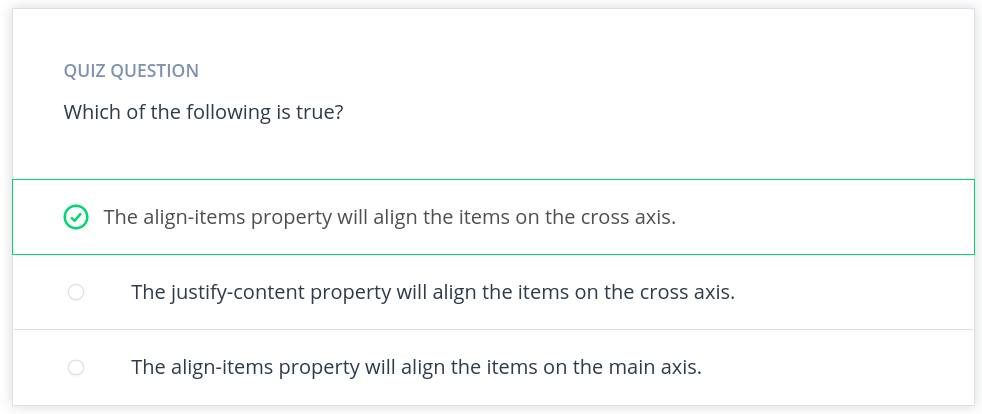 QUIZ QUESTION
Which of the following is true?
The align-items property will align the items on the cross axis.
The justify-content property will align the items on the cross axis.
The align-items property will align the items on the main axis.